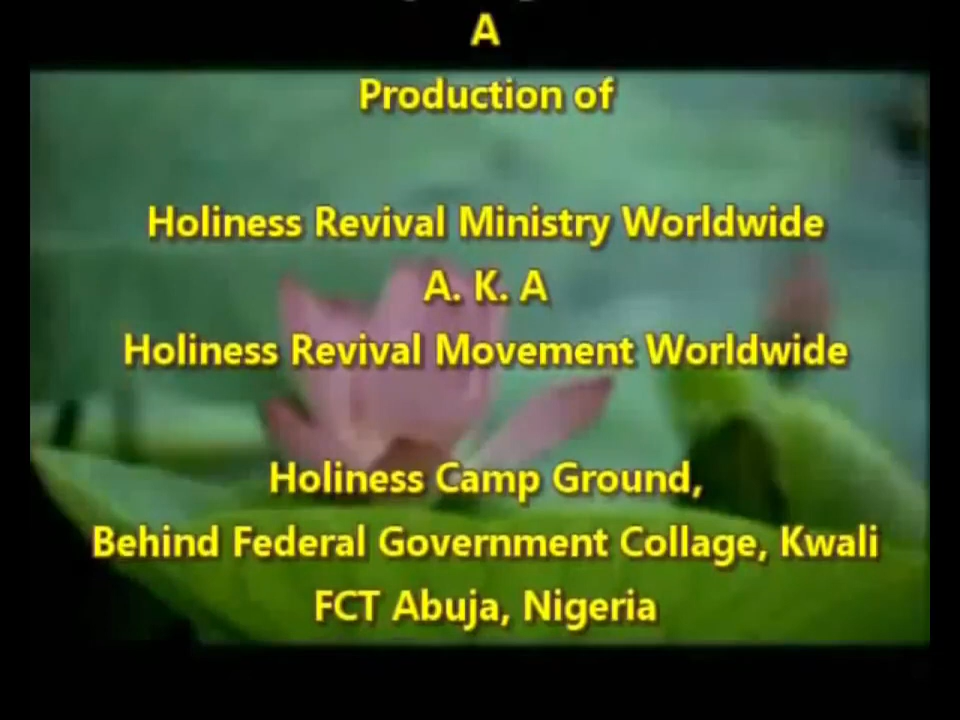 A
Production of
Holiness Revival Ministry Worldwide
A. K. A
Holiness Revival Movement Worldwide
Holiness Camp Ground,
Behind Federal Government Collage, Kwali
FCT Abuja, Nigeria